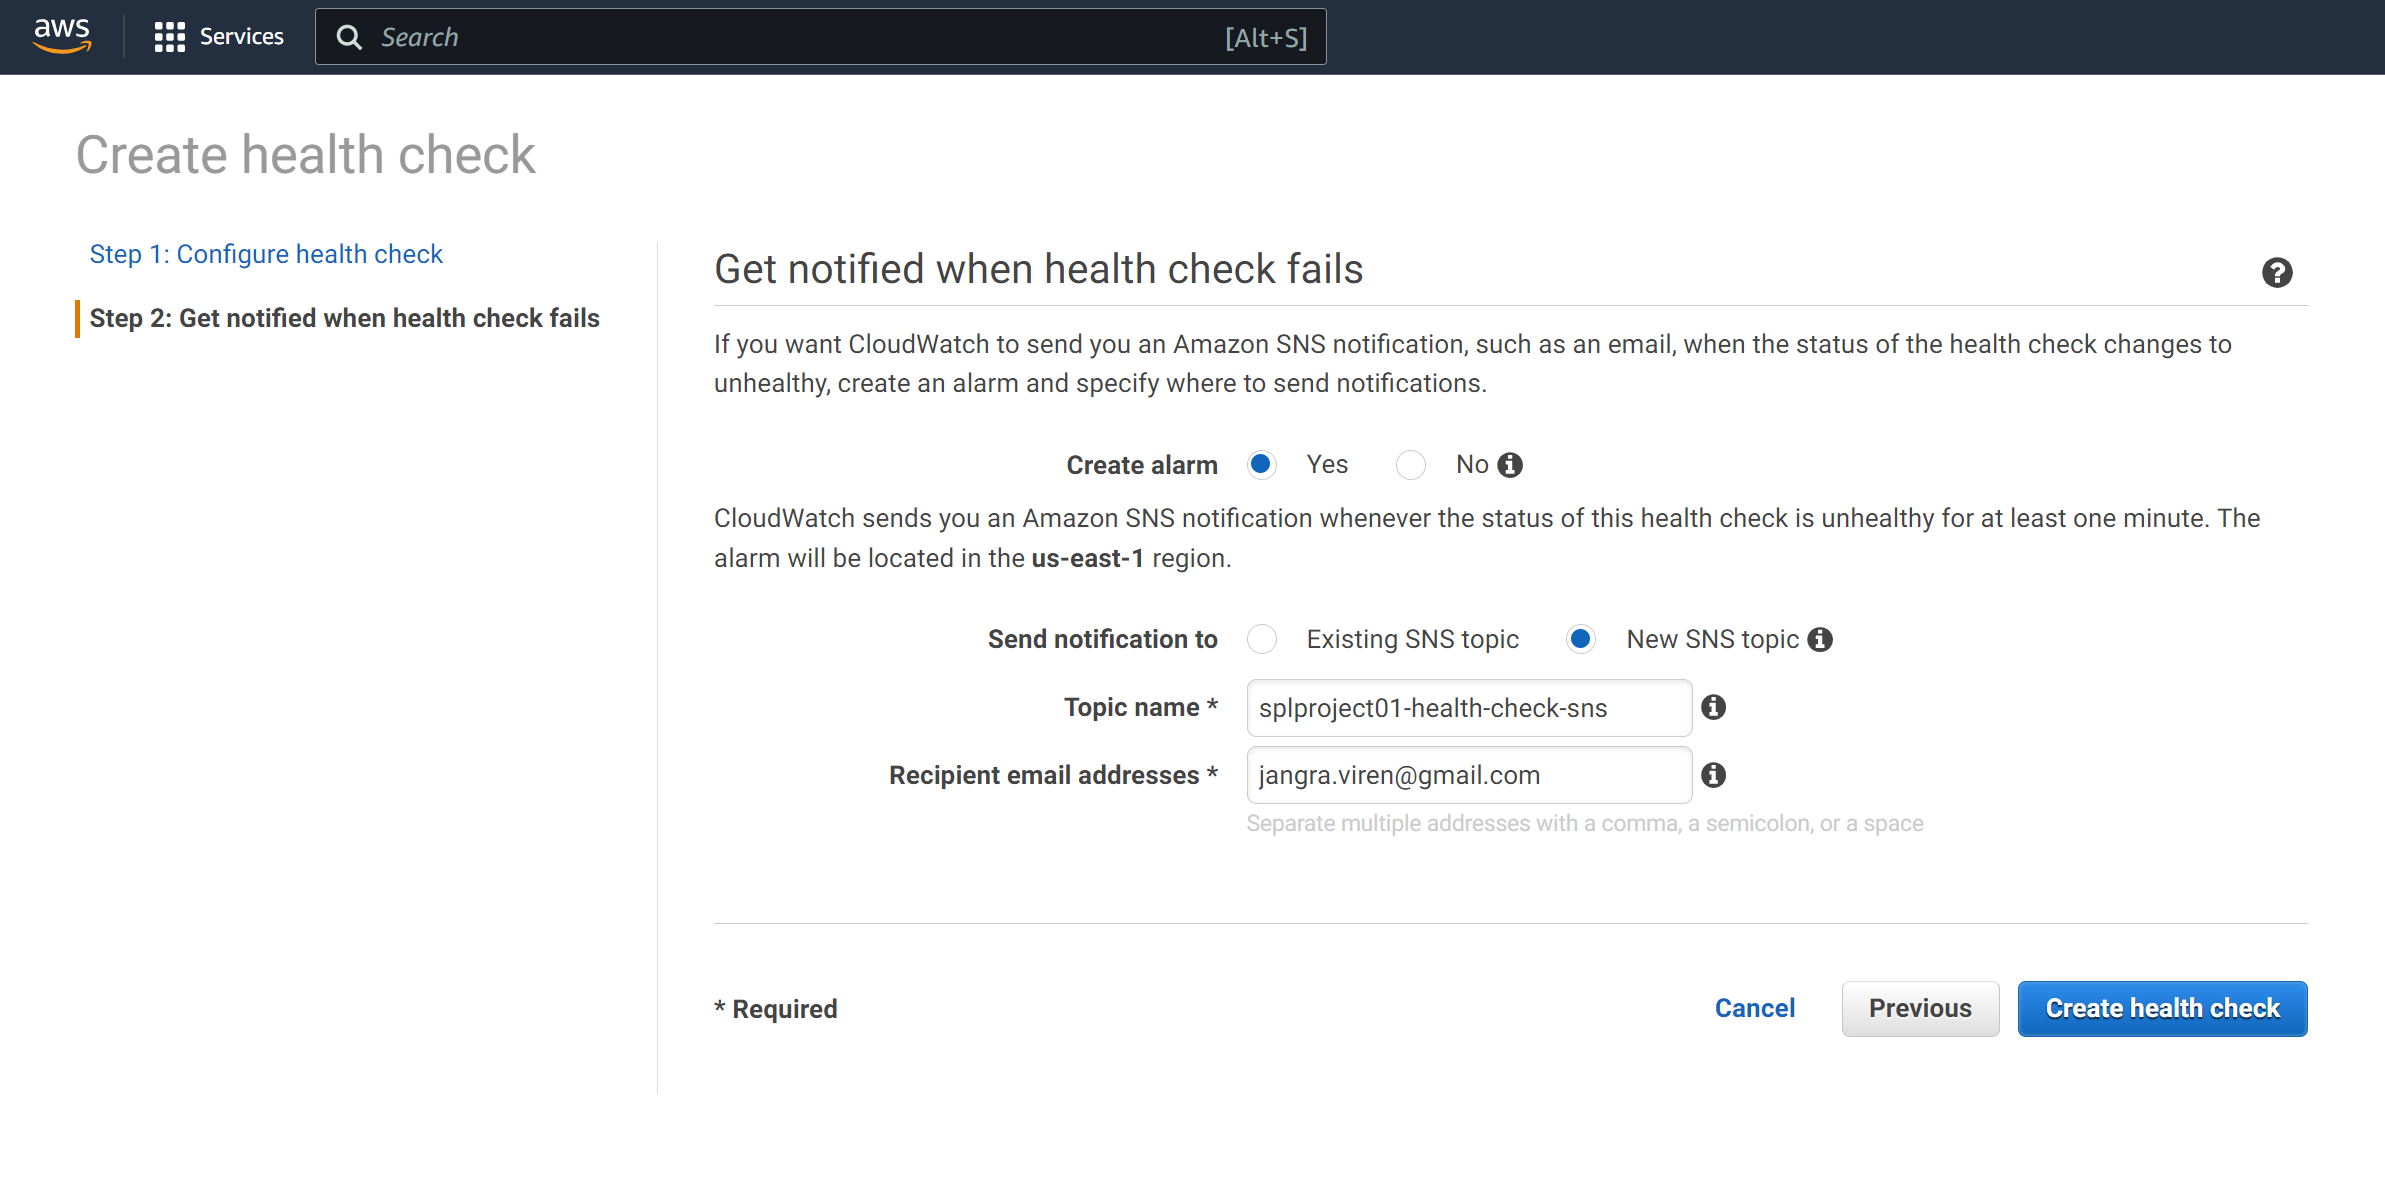 aws
Services
Search
[Alt+S]
Create health check
Step 1: Configure health check
Step 2: Get notified when health check fails
Get notified when health check fails
If you want CloudWatch to send you an Amazon SNS notification, such as an email, when the status of the health check changes to
unhealthy, create an alarm and specify where to send notifications.
Create alarm Yes No
CloudWatch sends you an Amazon SNS notification whenever the status of this health check is unhealthy for at least one minute. The
alarm will be located in the us-east-1 region.
Send notification to Existing SNS topic New SNS topic
Topic name * splproject01-health-check-sns
Recipient email addresses * jangra.viren@gmail.com
Separate multiple addresses with a comma, a semicolon, or a space
* Required
Cancel
Previous
Create health check